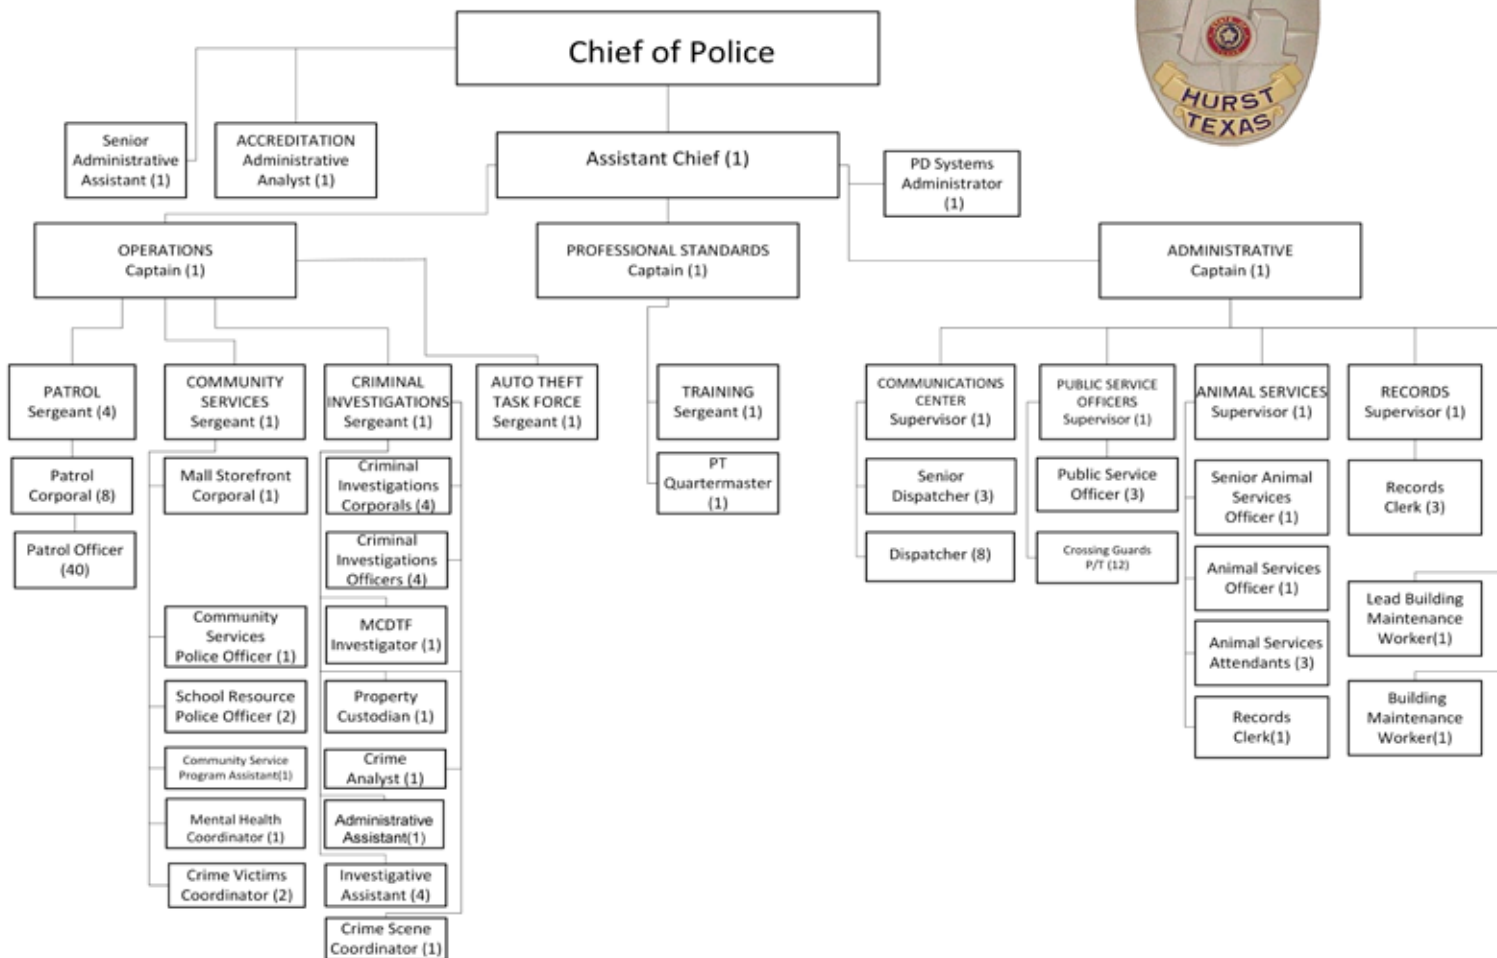 Chief of Police
HURST
TEXAS
Senior
Administrative
Assistant (1)
ACCREDITATION
Administrative
Analyst (1)
Assistant Chief (1)
PD Systems
Administrator
(1)
OPERATIONS
Captain (1)
PROFESSIONAL STANDARDS
Captain (1)
ADMINISTRATIVE
Captain (1)
PATROL
Sergeant (4)
COMMUNITY
SERVICES
Sergeant (1)
CRIMINAL
INVESTIGATIONS
Sergeant (1)
AUTO THEFT
TASK FORCE
Sergeant (1)
TRAINING
Sergeant (1)
COMMUNICATIONS
CENTER
Supervisor (1)
PUBLIC SERVICE
OFFICERS
Supervisor (1)
ANIMAL SERVICES
Supervisor (1)
RECORDS
Supervisor (1)
Patrol
Corporal (8)
Patrol Officer
(40)
Mall Storefront
Corporal (1)
Community
Services
Police Officer (1)
School Resource
Police Officer (2)
Community Service
Program Assistant(1)
Mental Health
Coordinator (1)
Crime Victims
Coordinator (2)
Criminal
Investigations
Corporals (4)
Criminal
Investigations
Officers (4)
MCDTF
Investigator (1)
Property
Custodian (1)
Crime
Analyst (1)
Administrative
Assistant(1)
Investigative
Assistant (4)
Crime Scene
Coordinator (1)
PT
Quartermaster
(1)
Senior
Dispatcher (3)
Dispatcher (8)
Public Service
Officer (3)
Crossing Guards
P/T (12)
Senior Animal
Services
Officer (1)
Animal Services
Officer (1)
Animal Services
Attendants (3)
Records
Clerk(1)
Records
Clerk (3)
Lead Building
Maintenance
Worker(1)
Building
Maintenance
Worker(1)